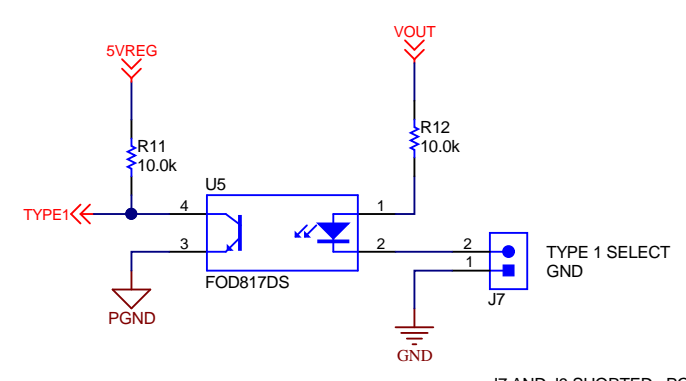 VOUT
5VREG
R12
10.0k
R11
10.0k
U5
TYPE1
4
1
3
2
2
1
TYPE 1 SELECT
GND
FOD817DS
J7
PGND
GND